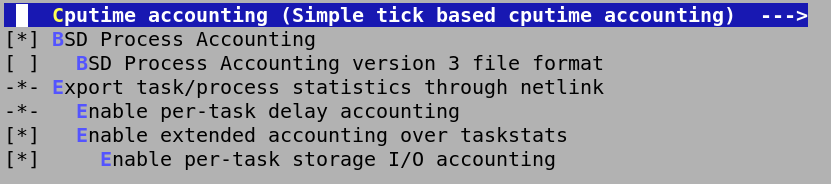 Cputime accounting (Simple tick based cputime accounting)  --->
[*] BSD Process Accounting
[ ]   BSD Process Accounting version 3 file format
-*- Export task/process statistics through netlink
-*-   Enable per-task delay accounting
[*]   Enable extended accounting over taskstats
[*]     Enable per-task storage I/O accounting